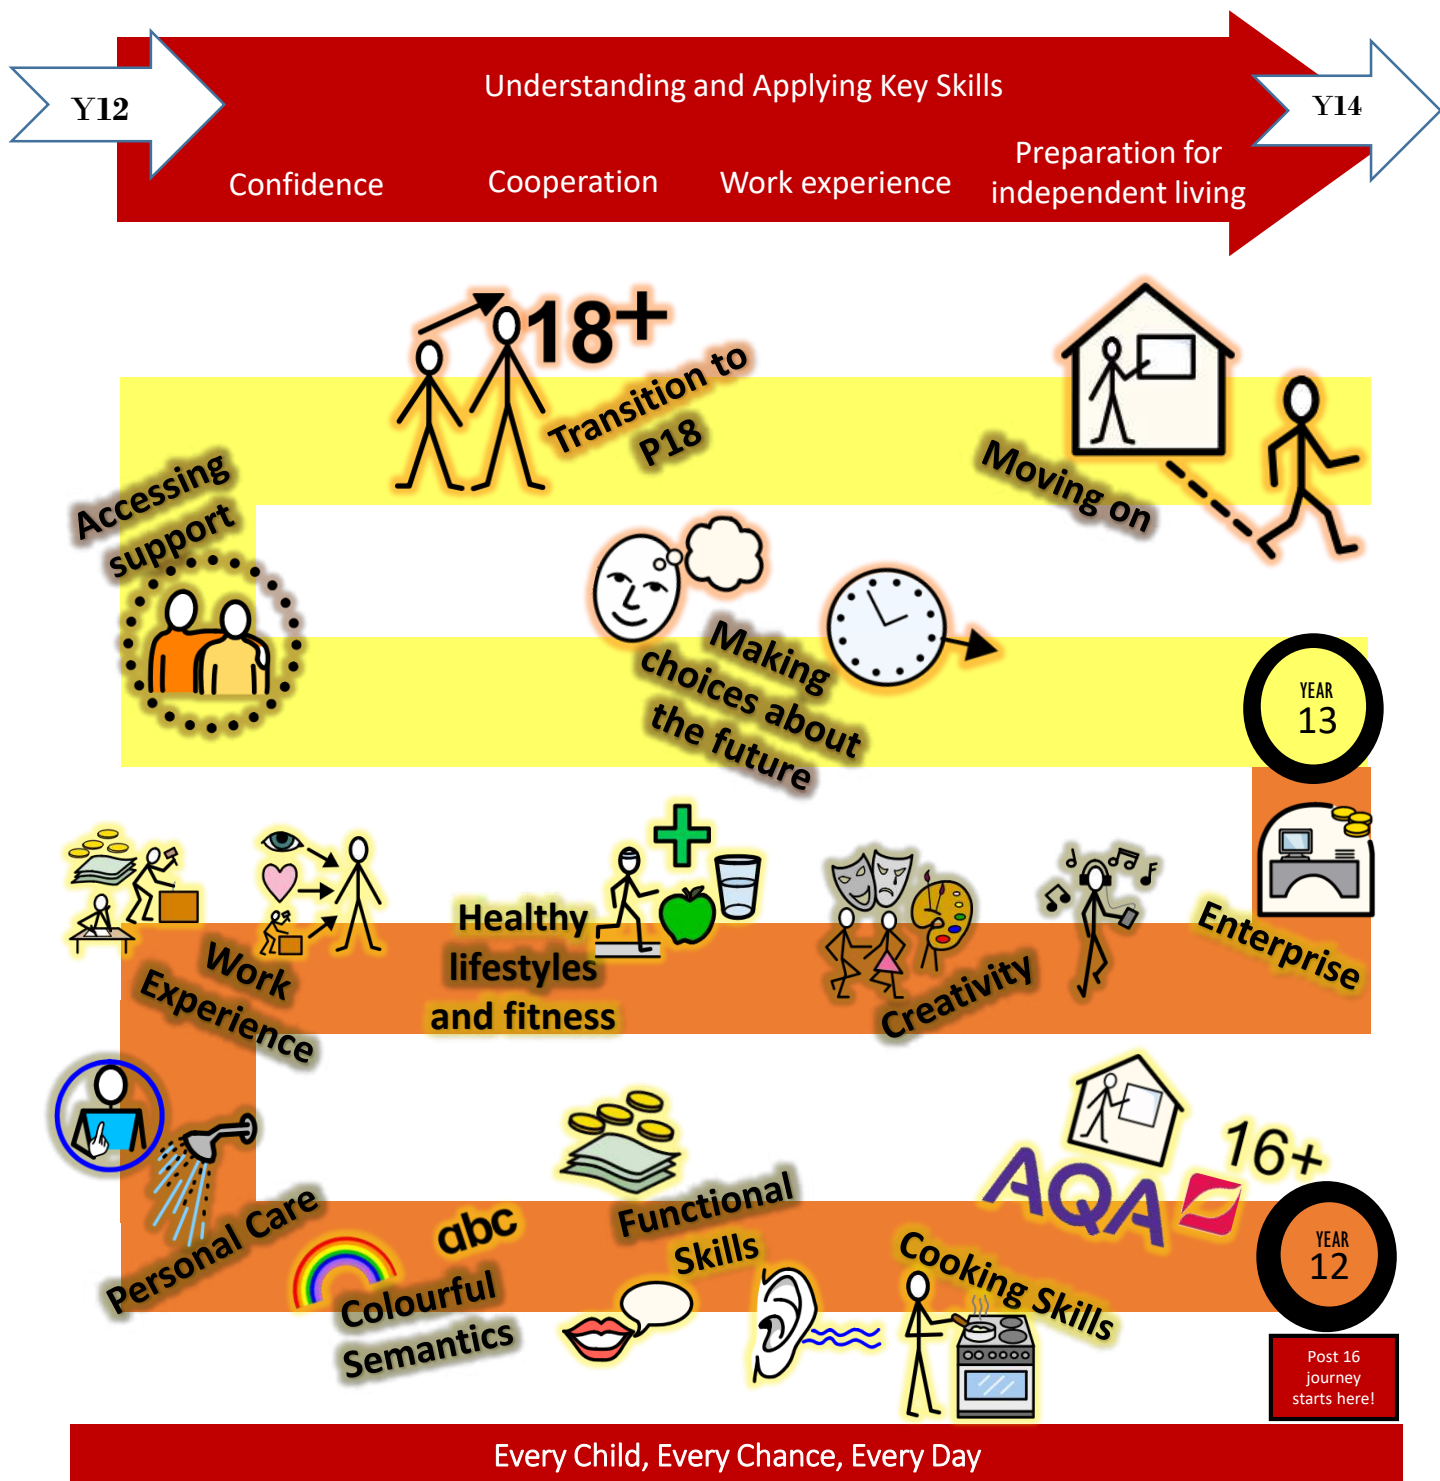 Y12
Understanding and Applying Key Skills
Y14
Confidence
Cooperation
Work experience
Preparation for
independent living
18+
Transition to
P18
Moving on
Accessing
support
Making
choices about
the future
YEAR
13
Work
Experience
Healthy
lifestyles
and fitness
Creativity
Enterprise
Personal Care
abc
Colourful
Semantics
Functional
Skills
Cooking Skills
AQA
16+
YEAR
12
Post 16
journey
starts here!
Every Child, Every Chance, Every Day